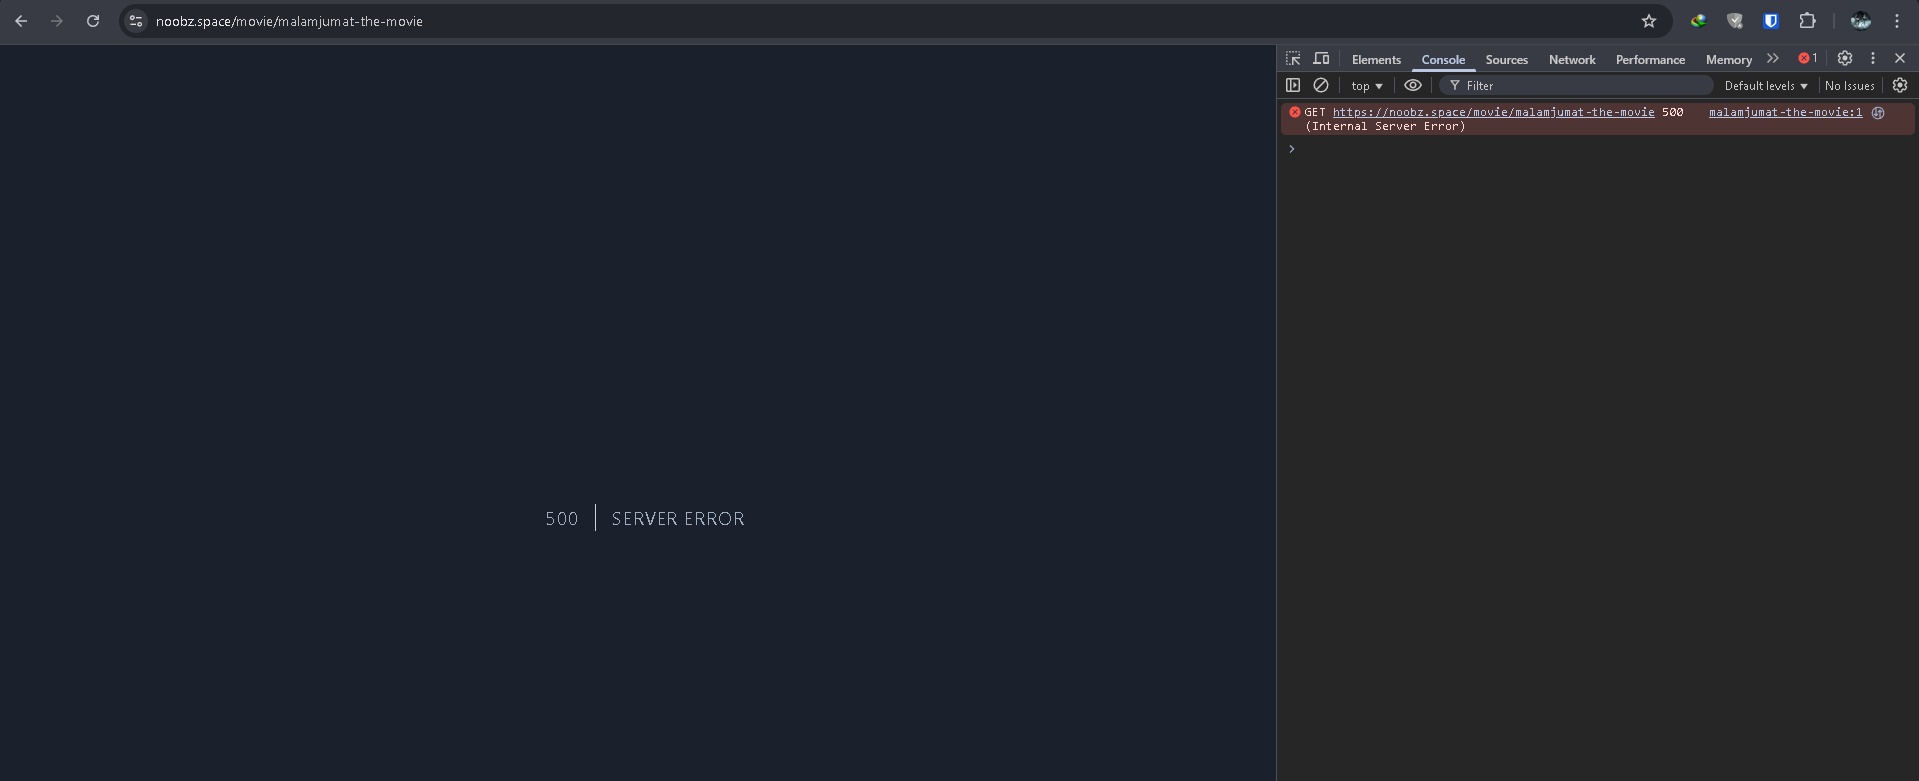 noobz.space/movie/malamjumat-the-movie
Elements Console Sources Network Performance Memory 1
top Filter Default levels No Issues
GET https://noobz.space/movie/malamjumat-the-movie 500 malamjumat-the-movie:1
(Internal Server Error)
500 SERVER ERROR